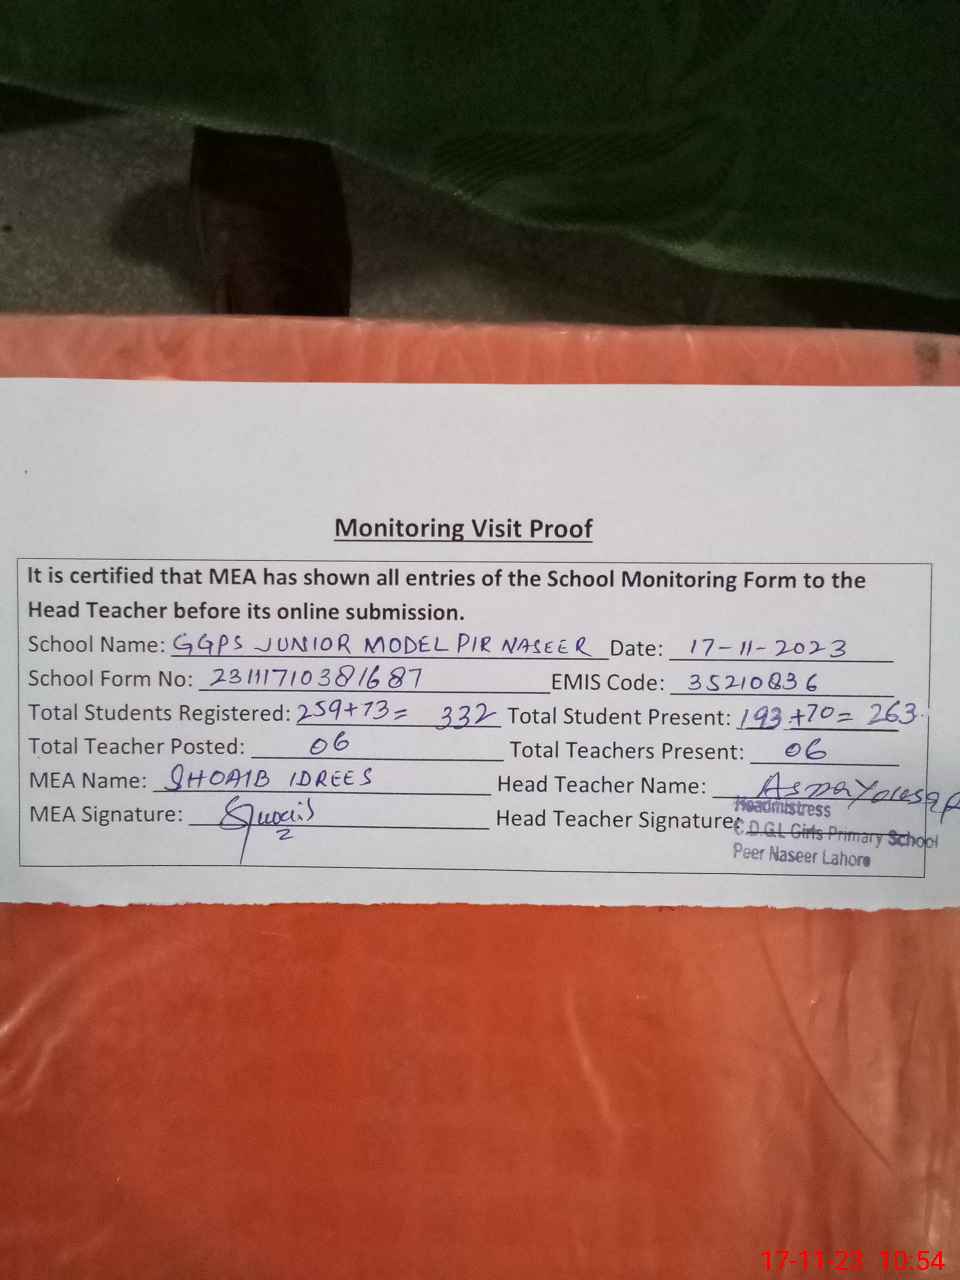 Monitoring Visit Proof
It is certified that MEA has shown all entries of the School Monitoring Form to the
Head Teacher before its online submission.
School Name: GGPS JUNIOR MODEL PIR NASEER Date: 17-11-2023
School Form No: 23111710381687 EMIS Code: 35210836
Total Students Registered: 259+73= 332 Total Student Present: 193+70= 263
Total Teacher Posted: 06 Total Teachers Present: 06
MEA Name: SHOAIB IDREES Head Teacher Name: Asma
MEA Signature: Head Teacher Signature:
Headmistress
C.D.G.L Girls Primary School
Peer Naseer Lahore
17-11-23 10:54